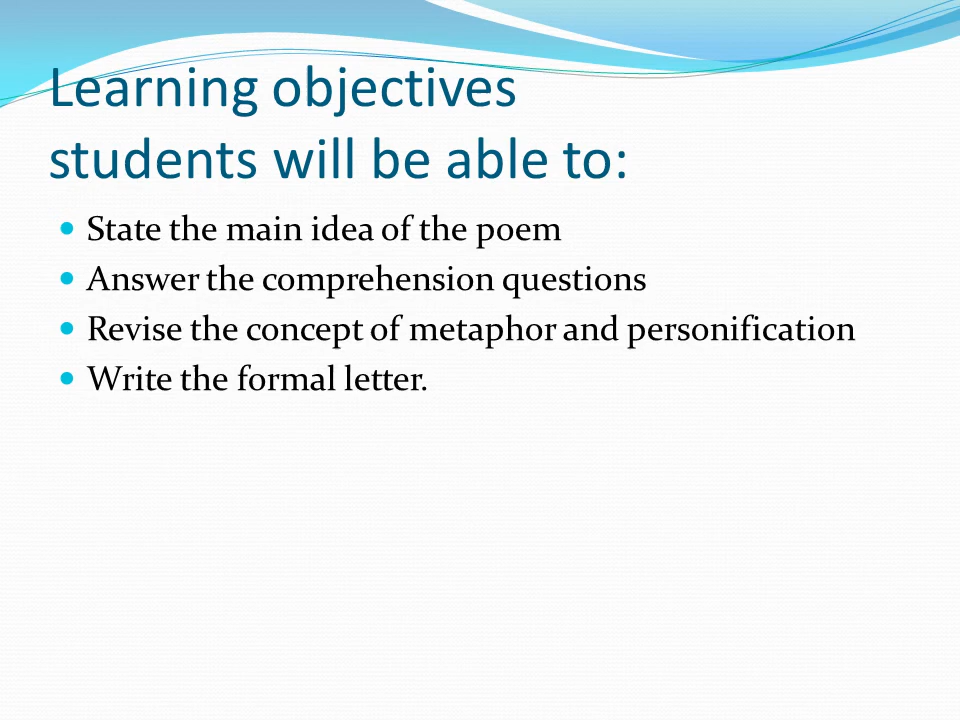 Learning objectives
students will be able to:
• State the main idea of the poem
• Answer the comprehension questions
• Revise the concept of metaphor and personification
• Write the formal letter.